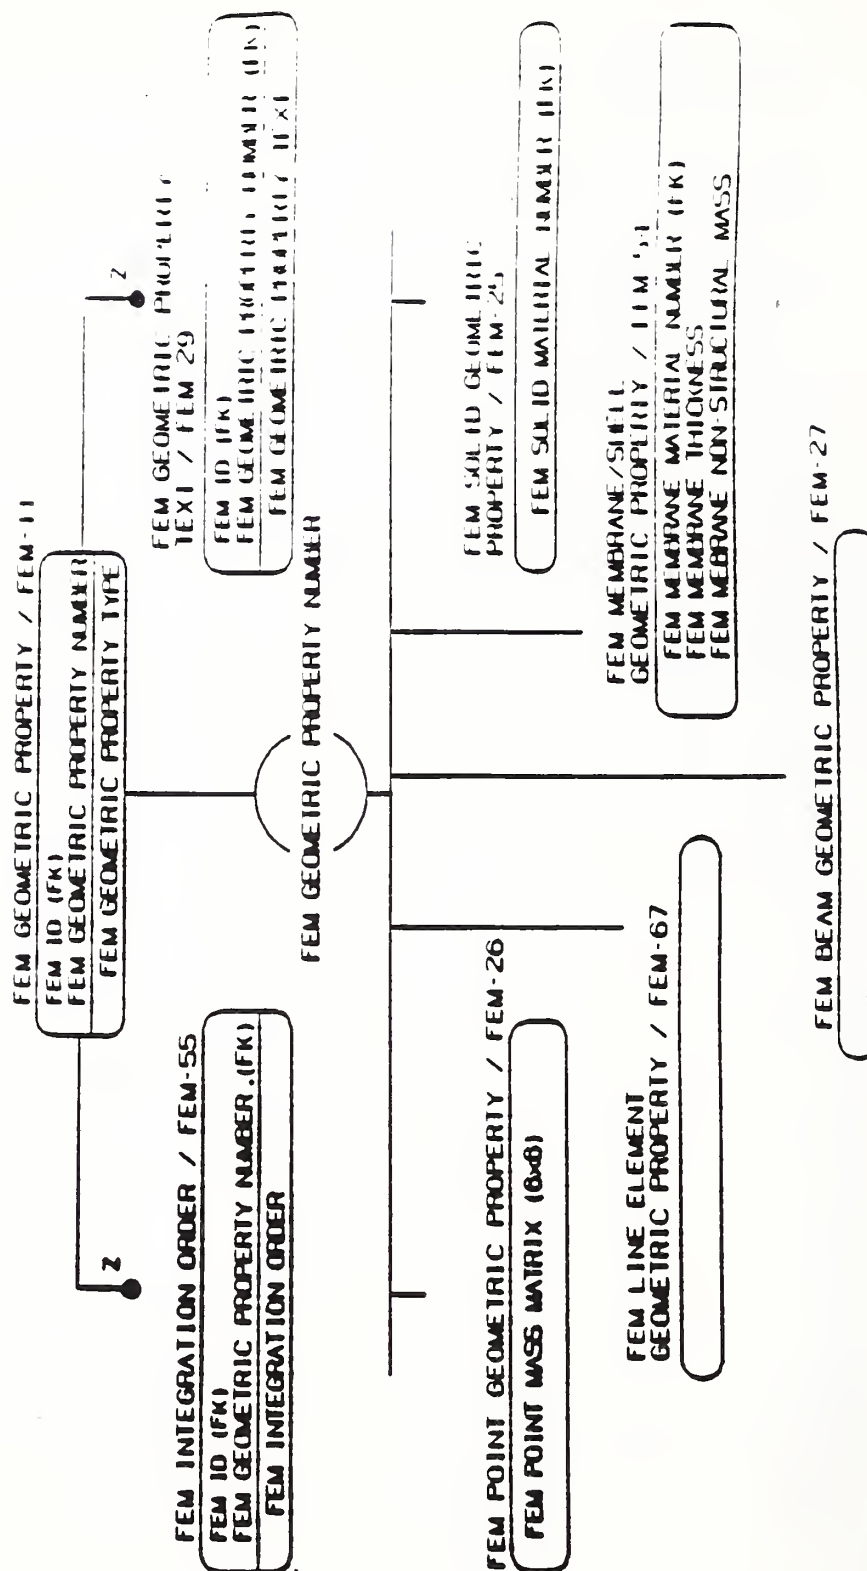 FEM GEOMETRIC PROPERTY / FEM-11
FEM ID (FK)
FEM GEOMETRIC PROPERTY NUMBER
FEM GEOMETRIC PROPERTY TYPE
Z
Z
FEM INTEGRATION ORDER / FEM-55
FEM ID (FK)
FEM GEOMETRIC PROPERTY NUMBER.(FK)
FEM INTEGRATION ORDER
FEM GEOMETRIC PROPERTY
TEXT / FEM 29
FEM ID (FK)
FEM GEOMETRIC PROPERTY NUMBER (FK)
FEM GEOMETRIC PROPERTY TEXT
FEM GEOMETRIC PROPERTY NUMBER
FEM POINT GEOMETRIC PROPERTY / FEM-26
FEM POINT MASS MATRIX (6x6)
FEM SOLID GEOMETRIC
PROPERTY / FEM-25
FEM SOLID MATERIAL NUMBER (FK)
FEM LINE ELEMENT
GEOMETRIC PROPERTY / FEM-67
FEM MEMBRANE/SHELL
GEOMETRIC PROPERTY / FEM
FEM MEMBRANE MATERIAL NUMBER (FK)
FEM MEMBRANE THICKNESS
FEM MEBRANE NON-STRUCTURAL MASS
FEM BEAM GEOMETRIC PROPERTY / FEM-27